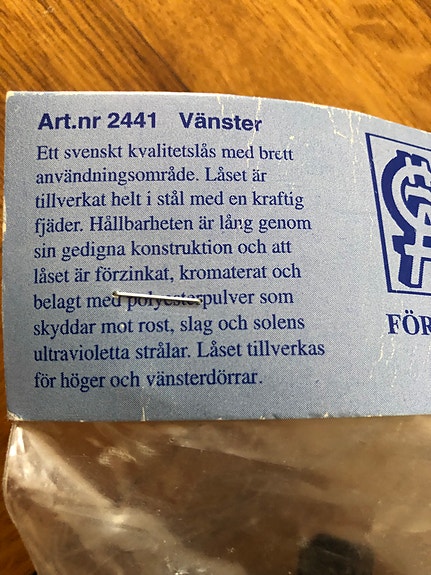 Art.nr 2441 Vänster
Ett svenskt kvalitetslås med brett
användningsområde. Låset är
tillverkat helt i stål med en kraftig
fjäder. Hållbarheten är lång genom
sin gedigna konstruktion och att
låset är förzinkat, kromaterat och
belagt med polyesterpulver som
skyddar mot rost, slag och solens
ultravioletta strålar. Låset tillverkas
för höger och vänsterdörrar.
FÖR